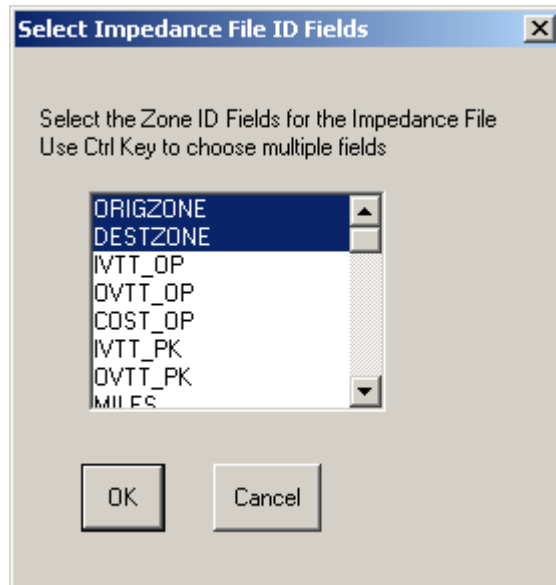 Select Impedance File ID Fields
Select the Zone ID Fields for the Impedance File
Use Ctrl Key to choose multiple fields
ORIGZONE
DESTZONE
IVTT_OP
OVTT_OP
COST_OP
IVTT_PK
OVTT_PK
MILES
OK
Cancel